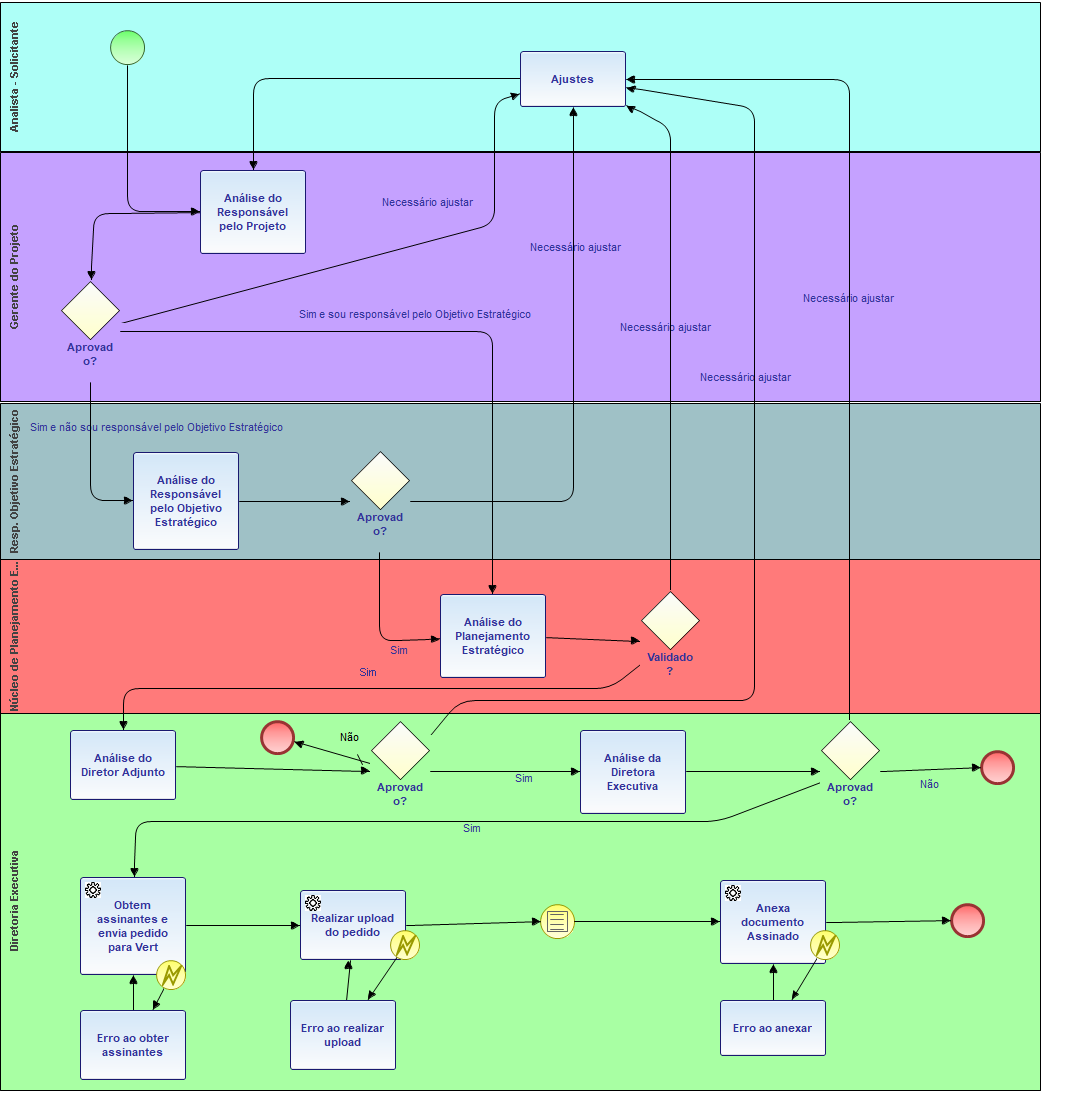 Analista - Solicitante
Ajustes
Gerente do Projeto
Análise do
Responsável
pelo Projeto
Necessário ajustar
Necessário ajustar
Necessário ajustar
Sim e sou responsável pelo Objetivo Estratégico
Necessário ajustar
Aprovad
o?
Necessário ajustar
Resp. Objetivo Estratégico
Sim e não sou responsável pelo Objetivo Estratégico
Análise do
Responsável
pelo Objetivo
Estratégico
Aprovad
o?
Núcleo de Planejamento E...
Análise do
Planejamento
Estratégico
Sim
Validado
?
Sim
Diretoria Executiva
Análise do
Diretor Adjunto
Não
Aprovad
o?
Sim
Análise da
Diretora
Executiva
Aprovad
o?
Não
Sim
Obtem
assinantes e
envia pedido
para Vert
Realizar upload
do pedido
Anexa
documento
Assinado
Erro ao obter
assinantes
Erro ao realizar
upload
Erro ao anexar